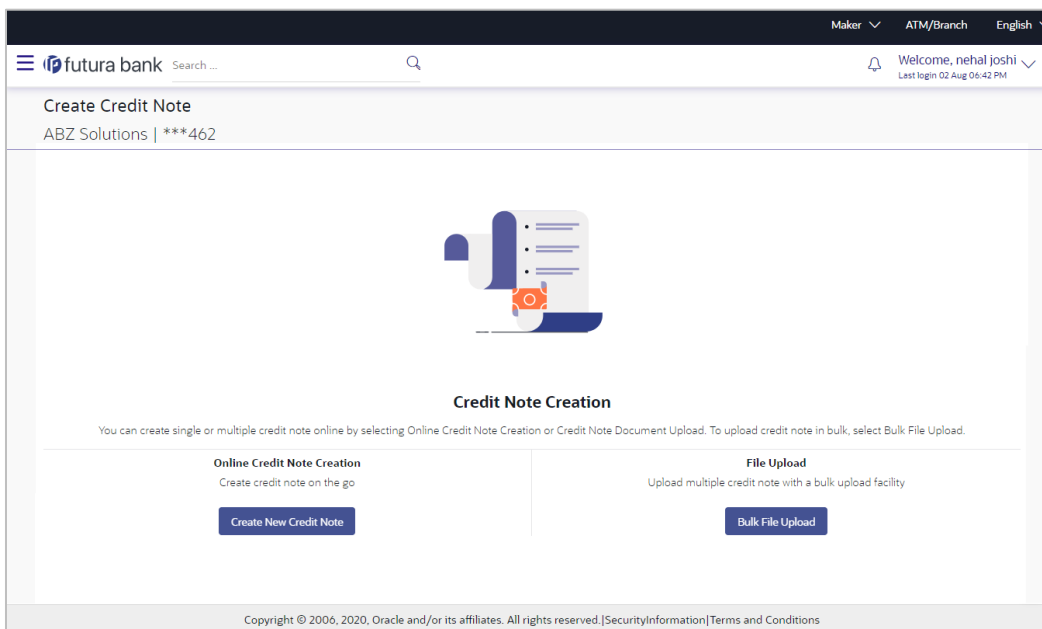 Maker ATM/Branch English
futura bank Search ... Welcome, nehal joshi
Last login 02 Aug 06:42 PM
Create Credit Note
ABZ Solutions | ***462
Credit Note Creation
You can create single or multiple credit note online by selecting Online Credit Note Creation or Credit Note Document Upload. To upload credit note in bulk, select Bulk File Upload.
Online Credit Note Creation
Create credit note on the go
Create New Credit Note
File Upload
Upload multiple credit note with a bulk upload facility
Bulk File Upload
Copyright © 2006, 2020, Oracle and/or its affiliates. All rights reserved.|SecurityInformation|Terms and Conditions